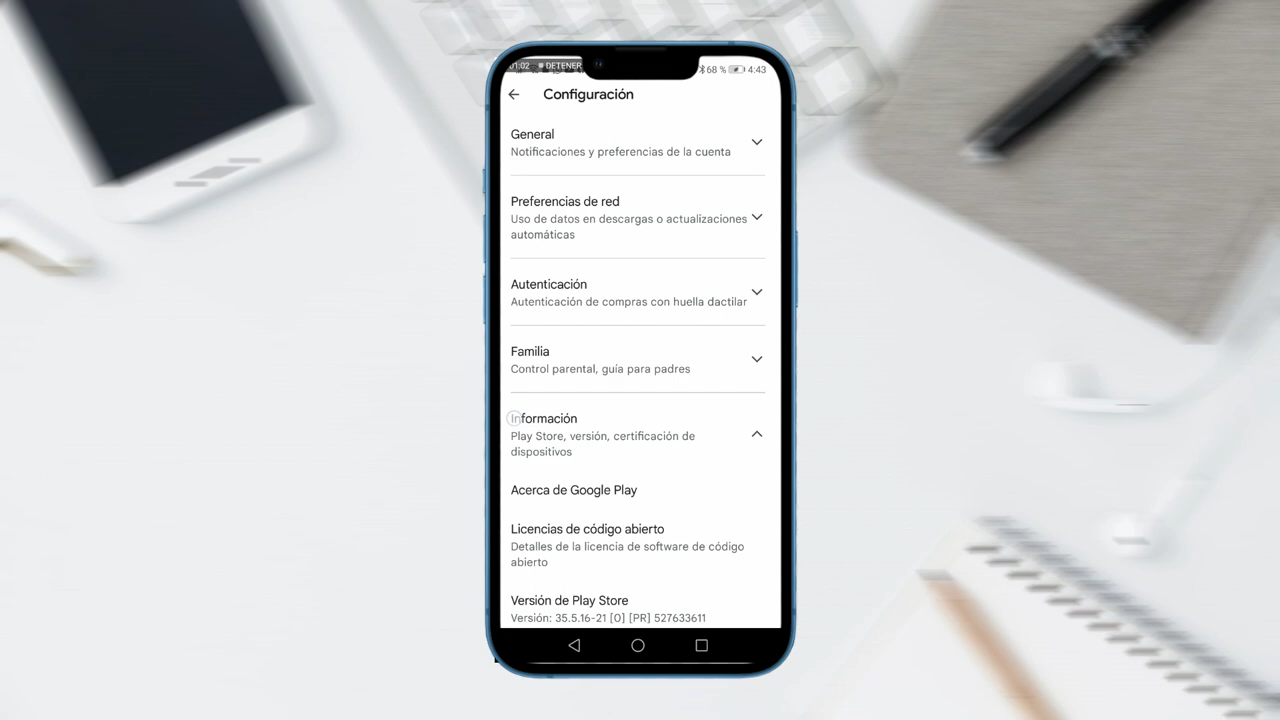 01:02 DETENER
68 % 4:43
Configuración
General
Notificaciones y preferencias de la cuenta
Preferencias de red
Uso de datos en descargas o actualizaciones
automáticas
Autenticación
Autenticación de compras con huella dactilar
Familia
Control parental, guía para padres
Información
Play Store, versión, certificación de
dispositivos
Acerca de Google Play
Licencias de código abierto
Detalles de la licencia de software de código
abierto
Versión de Play Store
Versión: 35.5.16-21 [0] [PR] 527633611